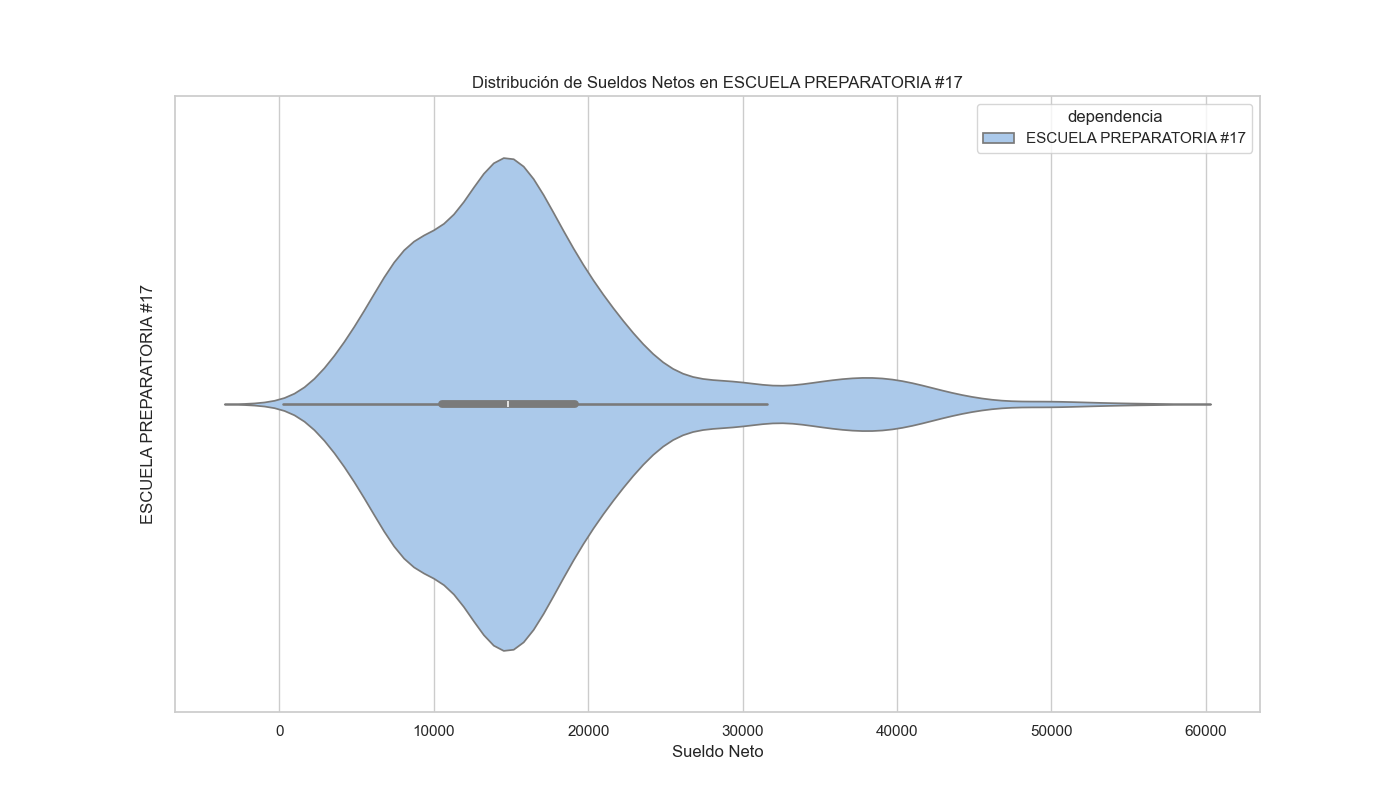 Distribución de Sueldos Netos en ESCUELA PREPARATORIA #17
dependencia
ESCUELA PREPARATORIA #17
ESCUELA PREPARATORIA #17
0 10000 20000 30000 40000 50000 60000
Sueldo Neto